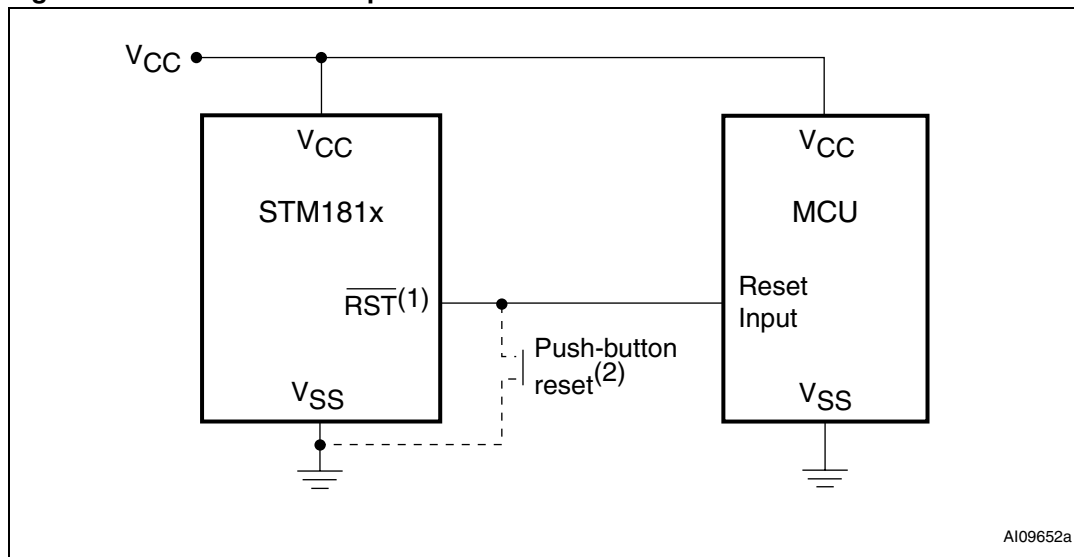 V_CC
V_CC
STM181x
RST(1)
V_SS
Push-button
reset(2)
V_CC
MCU
Reset
Input
V_SS
AI09652a